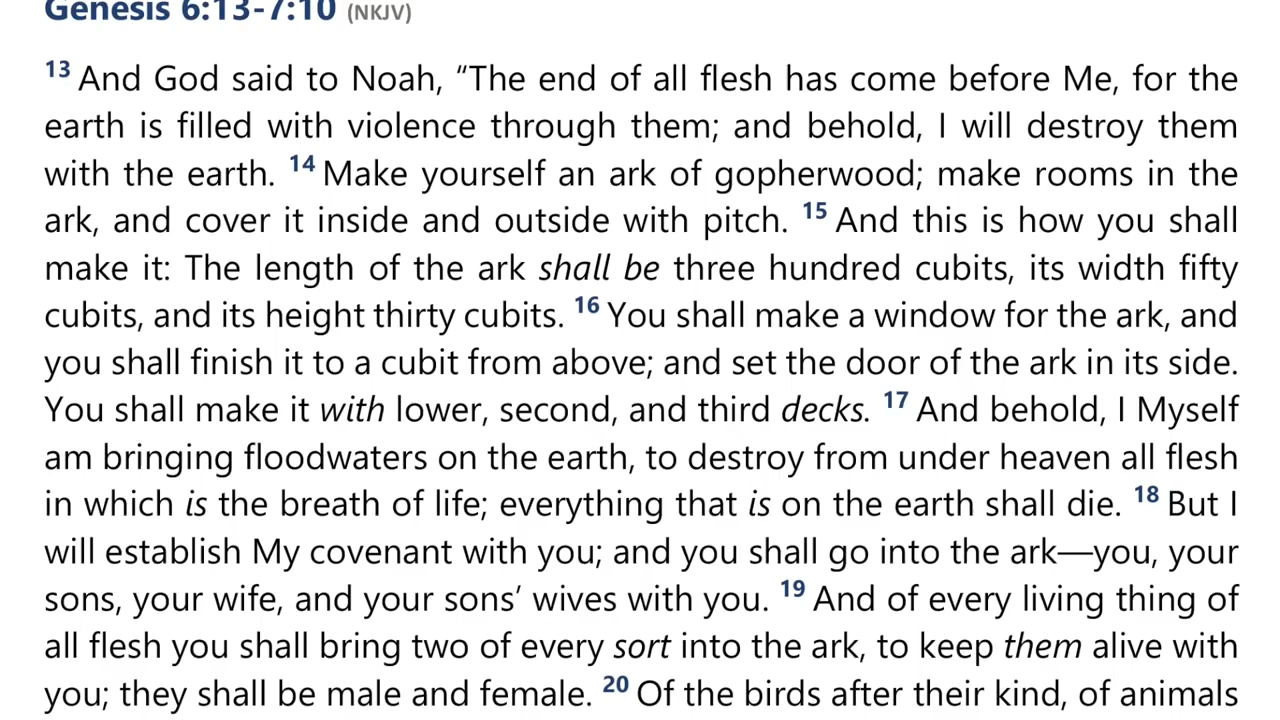 Genesis 6:13-7:10 (NKJV)
13 And God said to Noah, “The end of all flesh has come before Me, for the
earth is filled with violence through them; and behold, I will destroy them
with the earth. 14 Make yourself an ark of gopherwood; make rooms in the
ark, and cover it inside and outside with pitch. 15 And this is how you shall
make it: The length of the ark shall be three hundred cubits, its width fifty
cubits, and its height thirty cubits. 16 You shall make a window for the ark, and
you shall finish it to a cubit from above; and set the door of the ark in its side.
You shall make it with lower, second, and third decks. 17 And behold, I Myself
am bringing floodwaters on the earth, to destroy from under heaven all flesh
in which is the breath of life; everything that is on the earth shall die. 18 But I
will establish My covenant with you; and you shall go into the ark—you, your
sons, your wife, and your sons’ wives with you. 19 And of every living thing of
all flesh you shall bring two of every sort into the ark, to keep them alive with
you; they shall be male and female. 20 Of the birds after their kind, of animals